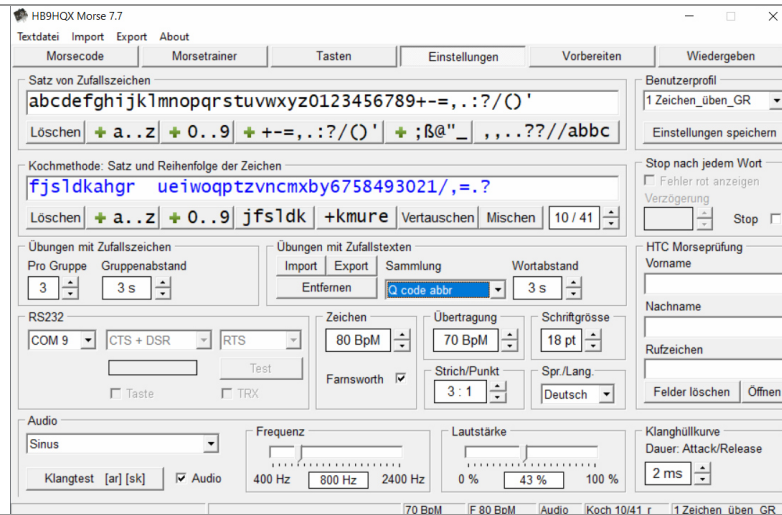 HB9HQX Morse 7.7
Textdatei Import Export About
Morsecode Morsetrainer Tasten Einstellungen Vorbereiten Wiedergeben
Satz von Zufallszeichen
abcdefghijklmnopqrstuvwxyz0123456789+-=,.:?/()'
Löschen + a..z + 0..9 + +-=,.:?/()' + ;ß@"_ ,,..??//abbc
Benutzerprofil
1 Zeichen_üben_GR
Einstellungen speichern
Kochmethode: Satz und Reihenfolge der Zeichen
fjsldkahgr ueiwoqptzvncmxby6758493021/,=.?
Löschen + a..z + 0..9 jfsldk +kmure Vertauschen Mischen 10 / 41
Stop nach jedem Wort
Fehler rot anzeigen
Verzögerung
Stop
Übungen mit Zufallszeichen
Pro Gruppe Gruppenabstand
3 3 s
Übungen mit Zufallstexten
Import Export Sammlung Wortabstand
Entfernen Q code abbr 3 s
HTC Morseprüfung
Vorname
Nachname
Rufzeichen
Felder löschen Öffnen
RS232
COM 9 CTS + DSR RTS
Test
Taste TRX
Zeichen
80 BpM
Farnsworth
Übertragung
70 BpM
Schriftgrösse
18 pt
Strich/Punkt
3 : 1
Spr./Lang.
Deutsch
Audio
Sinus
Klangtest [ar] [sk] Audio
Frequenz
400 Hz 800 Hz 2400 Hz
Lautstärke
0 % 43 % 100 %
Klanghüllkurve
Dauer: Attack/Release
2 ms
70 BpM F 80 BpM Audio Koch 10/41 r 1 Zeichen_üben_GR